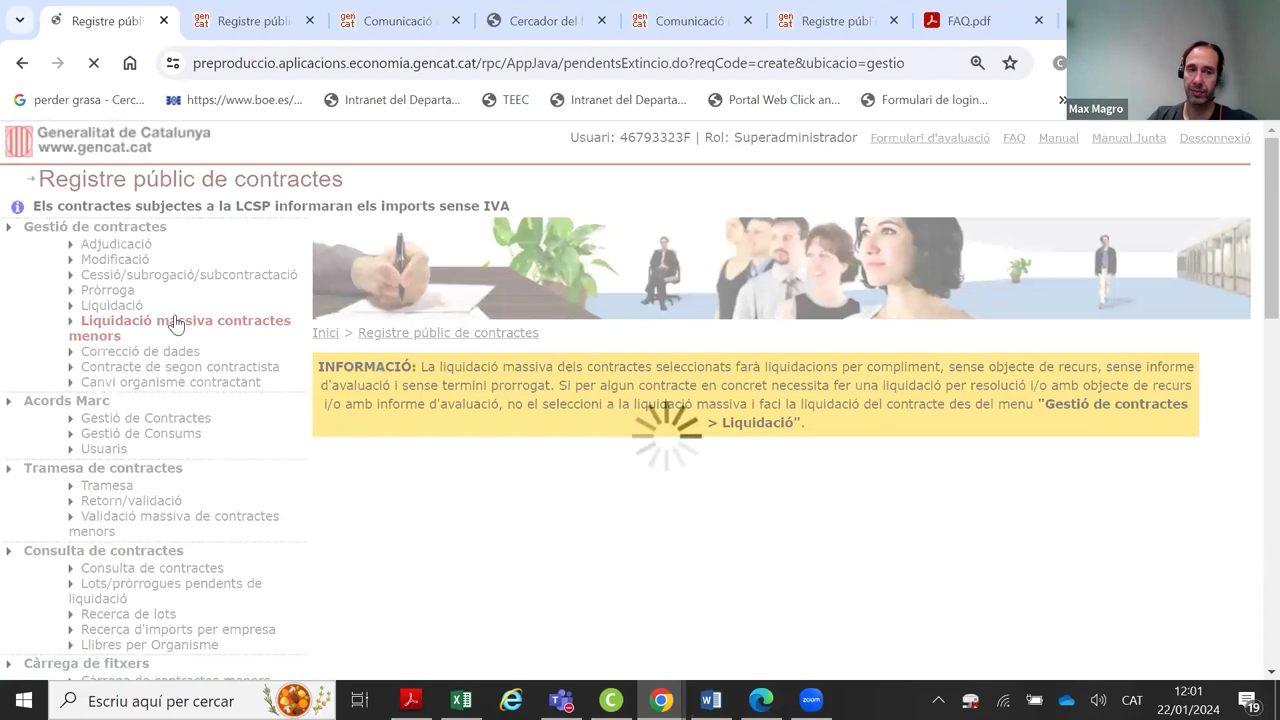 Registre públ
Registre públ
Comunicació
Cercador del
Comunicació
Registre públ
FAQ.pdf
preproduccio.aplicacions.economia.gencat.cat/rpc/AppJava/pendentsExtincio.do?reqCode=create&ubicacio=gestio
perder grasa - Cerc...
https://www.boe.es/...
Intranet del Departa...
TEEC
Intranet del Departa...
Portal Web Click an...
Formulari de login...
Max Magro
Generalitat de Catalunya
www.gencat.cat
Usuari: 46793323F | Rol: Superadministrador
Formulari d'avaluació
FAQ
Manual
Manual Junta
Desconnexió
Registre públic de contractes
Els contractes subjectes a la LCSP informaran els imports sense IVA
Gestió de contractes
Adjudicació
Modificació
Cessió/subrogació/subcontractació
Pròrroga
Liquidació
Liquidació massiva contractes
menors
Correcció de dades
Contracte de segon contractista
Canvi organisme contractant
Acords Marc
Gestió de Contractes
Gestió de Consums
Usuaris
Tramesa de contractes
Tramesa
Retorn/validació
Validació massiva de contractes
menors
Consulta de contractes
Consulta de contractes
Lots/pròrrogues pendents de
liquidació
Recerca de lots
Recerca d'imports per empresa
Llibres per Organisme
Càrrega de fitxers
Càrrega de contractes menors
Inici > Registre públic de contractes
INFORMACIÓ: La liquidació massiva dels contractes seleccionats farà liquidacions per compliment, sense objecte de recurs, sense informe
d'avaluació i sense termini prorrogat. Si per algun contracte en concret necessita fer una liquidació per resolució i/o amb objecte de recurs
i/o amb informe d'avaluació, no el seleccioni a la liquidació massiva i faci la liquidació del contracte des del menu "Gestió de contractes
> Liquidació".
Escriu aquí per cercar
CAT
12:01
22/01/2024
19